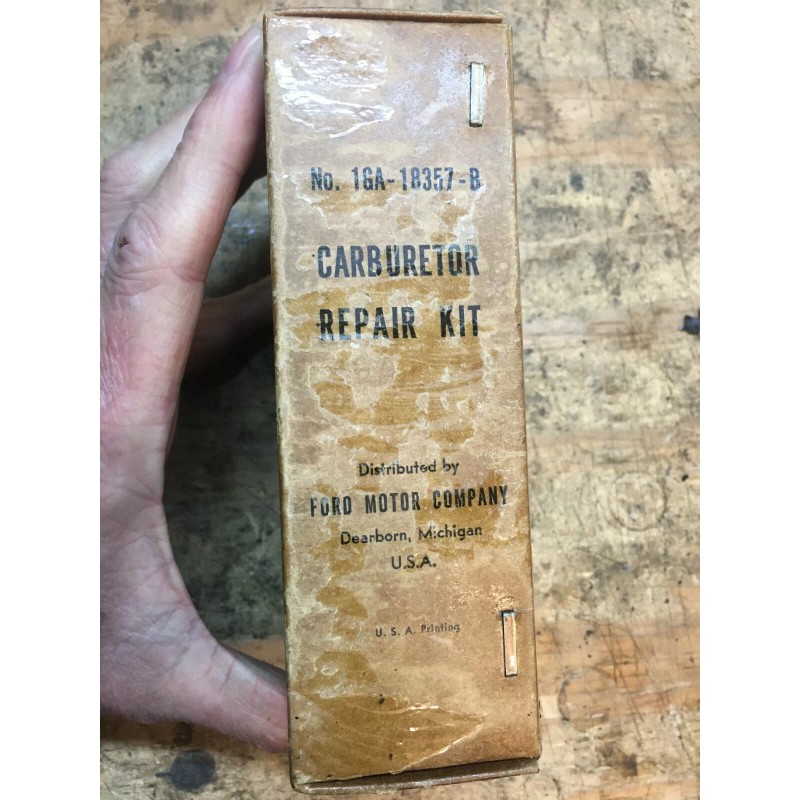 No. 1GA-18357-B
CARBURETOR
REPAIR KIT
Distributed by
FORD MOTOR COMPANY
Dearborn, Michigan
U.S.A.
U. S. A. Printing